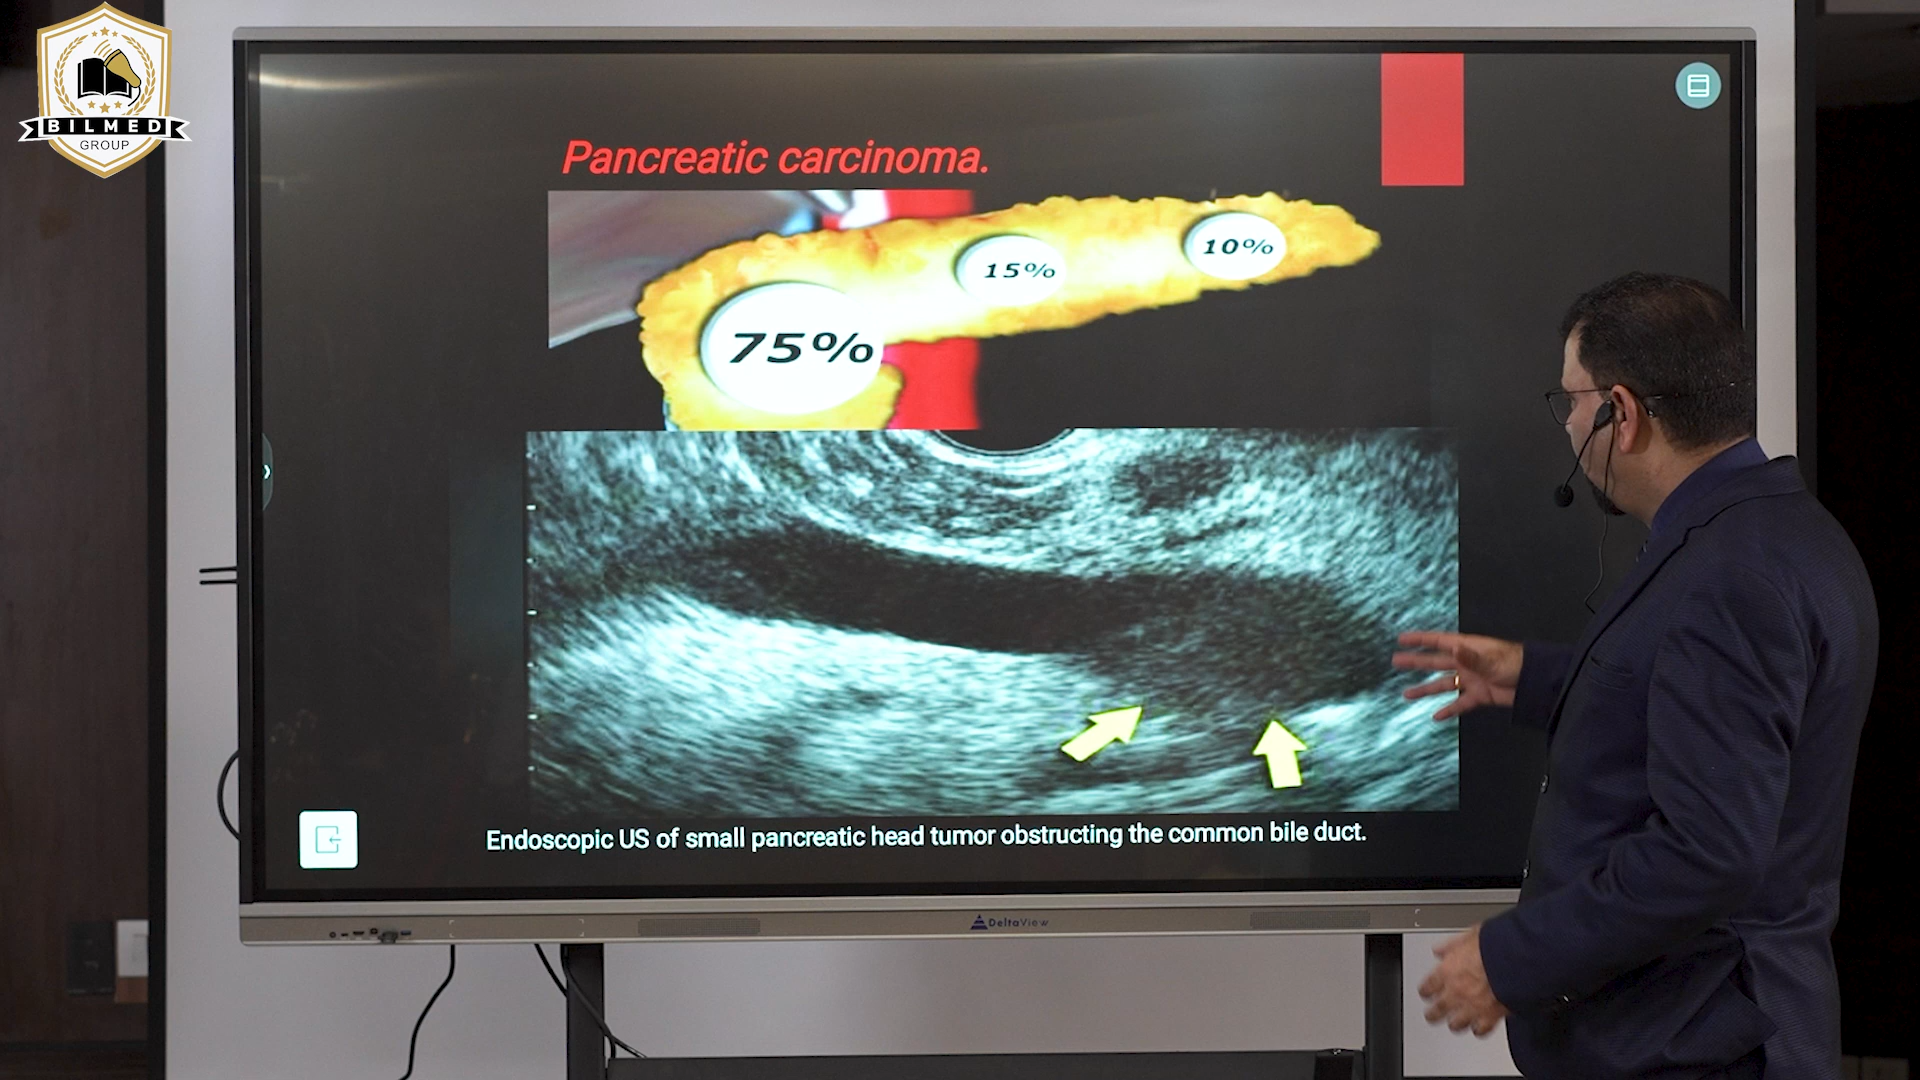 BILMED
GROUP
Pancreatic carcinoma.
10%
15%
75%
Endoscopic US of small pancreatic head tumor obstructing the common bile duct.
DeltaView